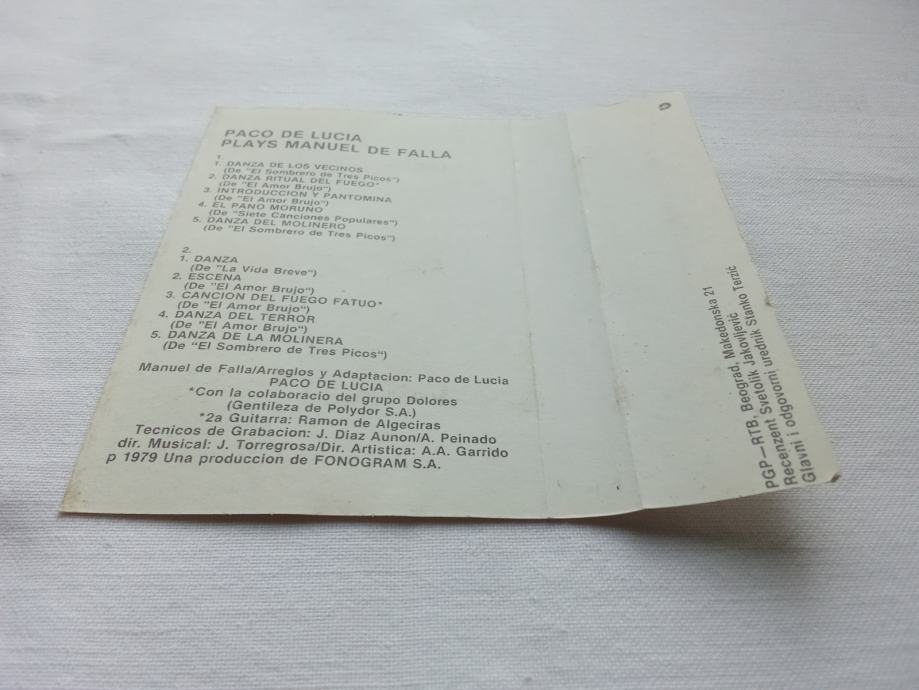 PACO DE LUCIA
PLAYS MANUEL DE FALLA
1.
1. DANZA DE LOS VECINOS
(De "El Sombrero de Tres Picos")
2. DANZA RITUAL DEL FUEGO*
(De "El Amor Brujo")
3. INTRODUCCION Y PANTOMINA
(De "El Amor Brujo")
4. EL PANO MORUNO
(De "Siete Canciones Populares")
5. DANZA DEL MOLINERO
(De "El Sombrero de Tres Picos")
2.
1. DANZA
(De "La Vida Breve")
2. ESCENA
(De "El Amor Brujo")
3. CANCION DEL FUEGO FATUO*
(De "El Amor Brujo")
4. DANZA DEL TERROR
(De "El Amor Brujo")
5. DANZA DE LA MOLINERA
(De "El Sombrero de Tres Picos")
Manuel de Falla/Arreglos y Adaptacion: Paco de Lucia
PACO DE LUCIA
*Con la colaboracio del grupo Dolores
(Gentileza de Polydor S.A.)
*2a Guitarra: Ramon de Algeciras
Tecnicos de Grabacion: J. Diaz Aunon/A. Peinado
dir. Musical: J. Torregrosa/Dir. Artistica: A.A. Garrido
p 1979 Una produccion de FONOGRAM S.A.
PGP—RTB, Beograd, Makedonska 21
Recenzent Svetolik Jakovljević
Glavni i odgovorni urednik Stanko Terzić